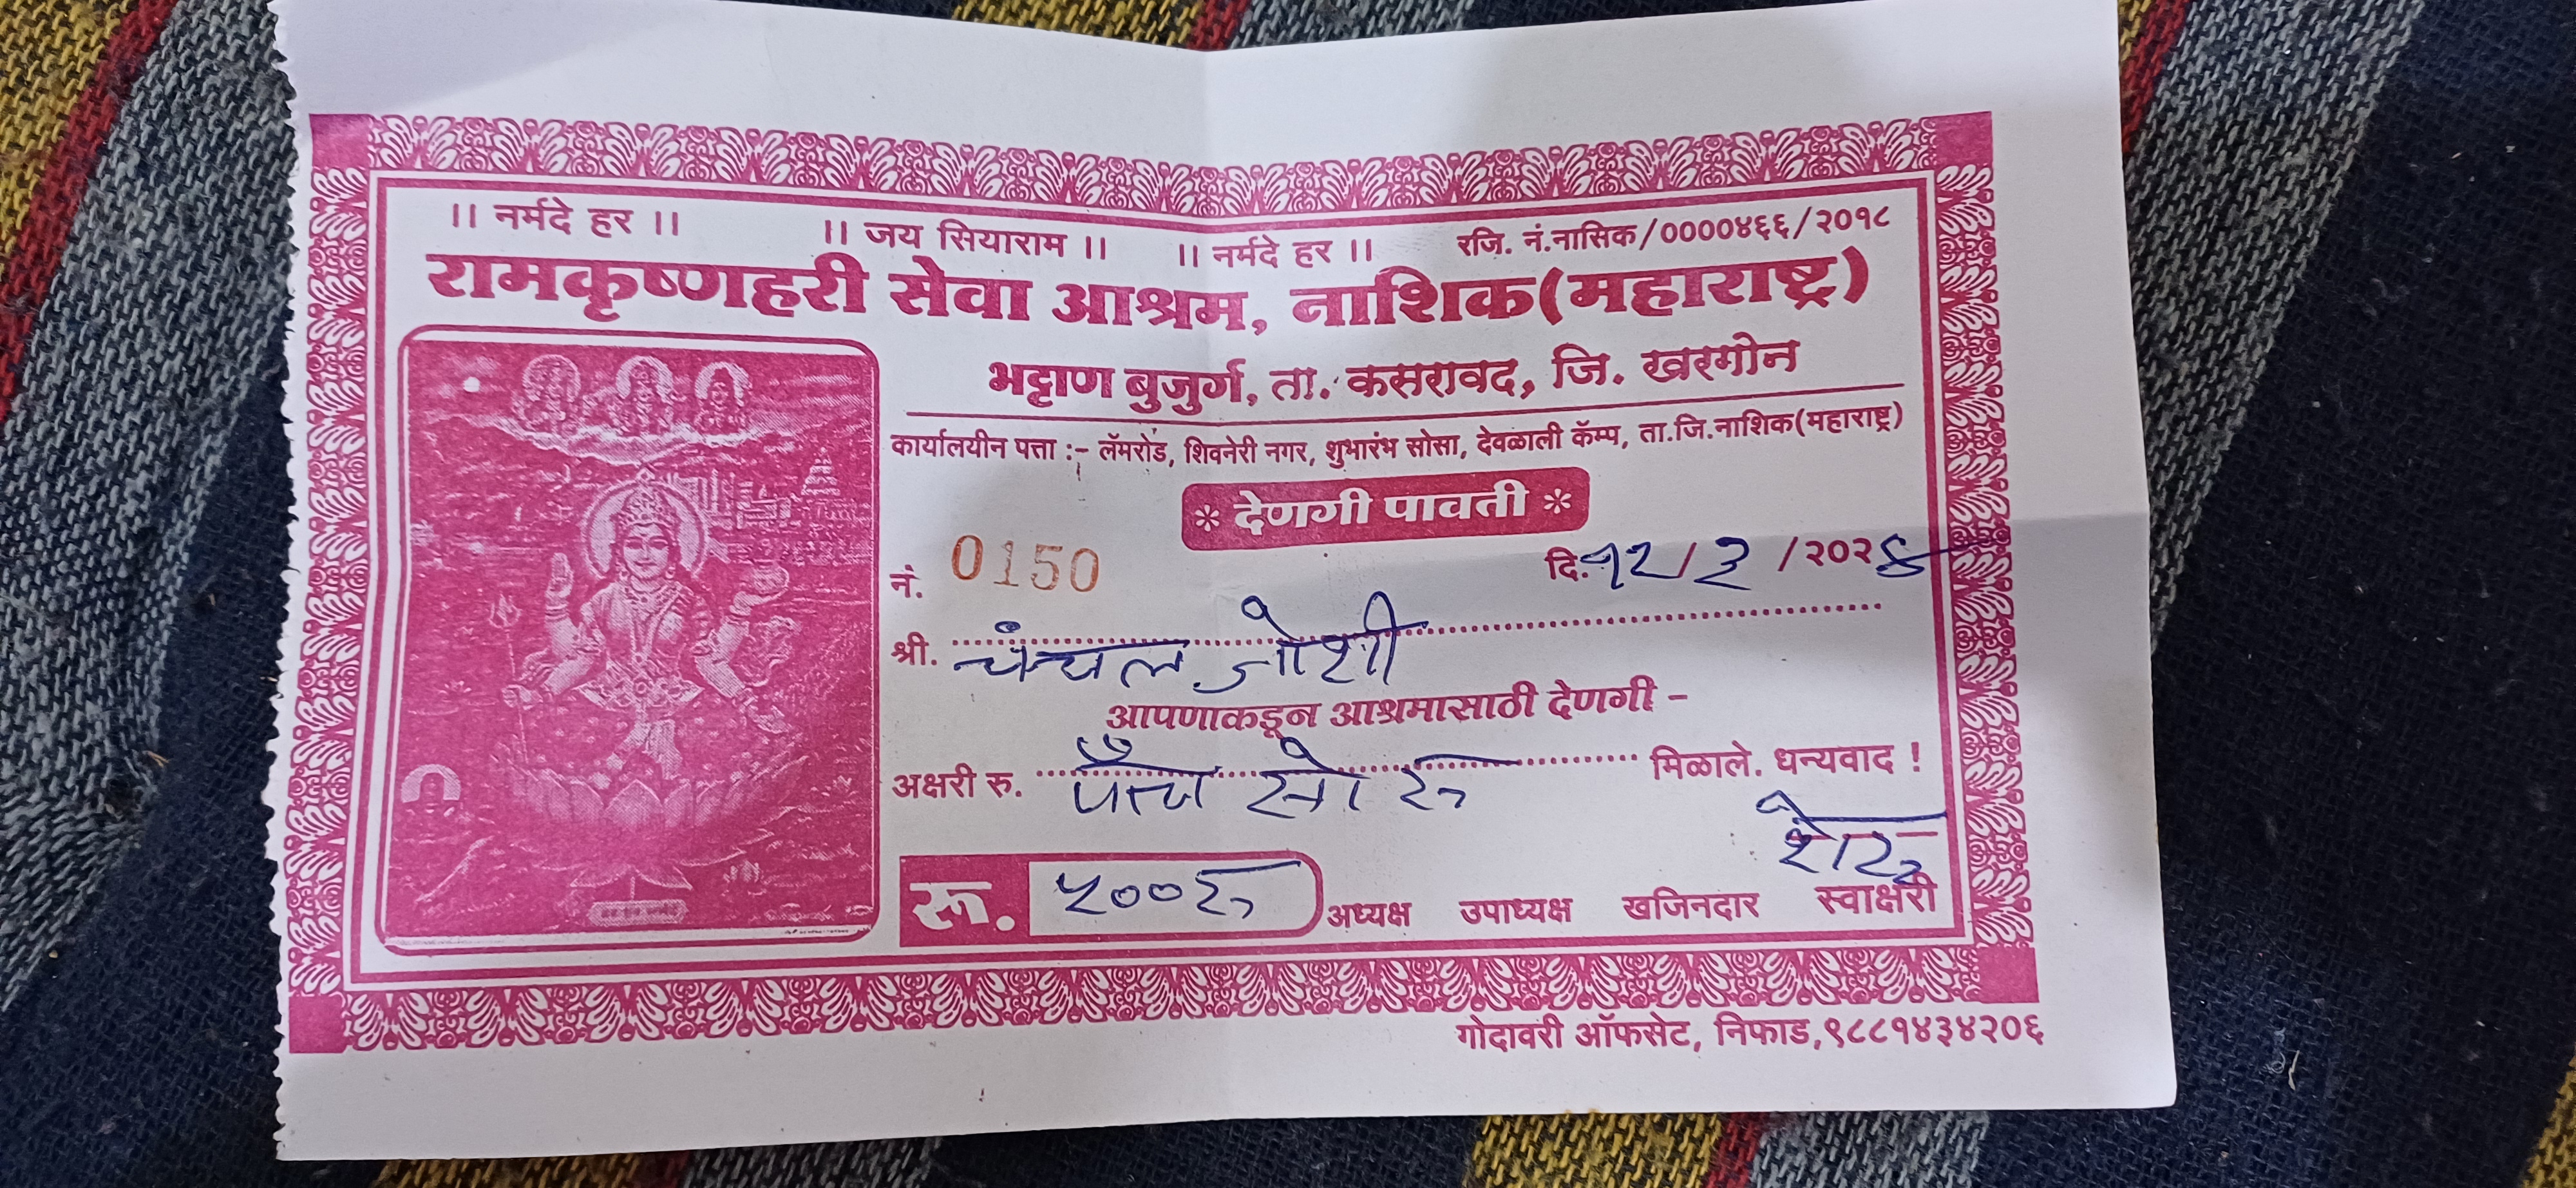 ।। नर्मदे हर ।। ।। जय सियाराम ।। ।। नर्मदे हर ।। रजि. नं.नासिक/0000४६६/२०१८
रामकृष्णहरी सेवा आश्रम, नाशिक(महाराष्ट्र)
भट्टाण बुजुर्ग, ता. कसरावद, जि. खरगोन
कार्यालयीन पत्ता :- लॅमरोड, शिवनेरी नगर, शुभारंभ सोसा, देवळाली कॅम्प, ता.जि.नाशिक(महाराष्ट्र)
* देणगी पावती *
नं. 0150 दि. १२/३/२०२४
श्री. चंचल जोशी
आपणाकडून आश्रमासाठी देणगी -
अक्षरी रु. पाँच सो रु मिळाले. धन्यवाद !
रू. ५००रु अध्यक्ष उपाध्यक्ष खजिनदार स्वाक्षरी
गोदावरी ऑफसेट, निफाड,९८८१४३४२०६